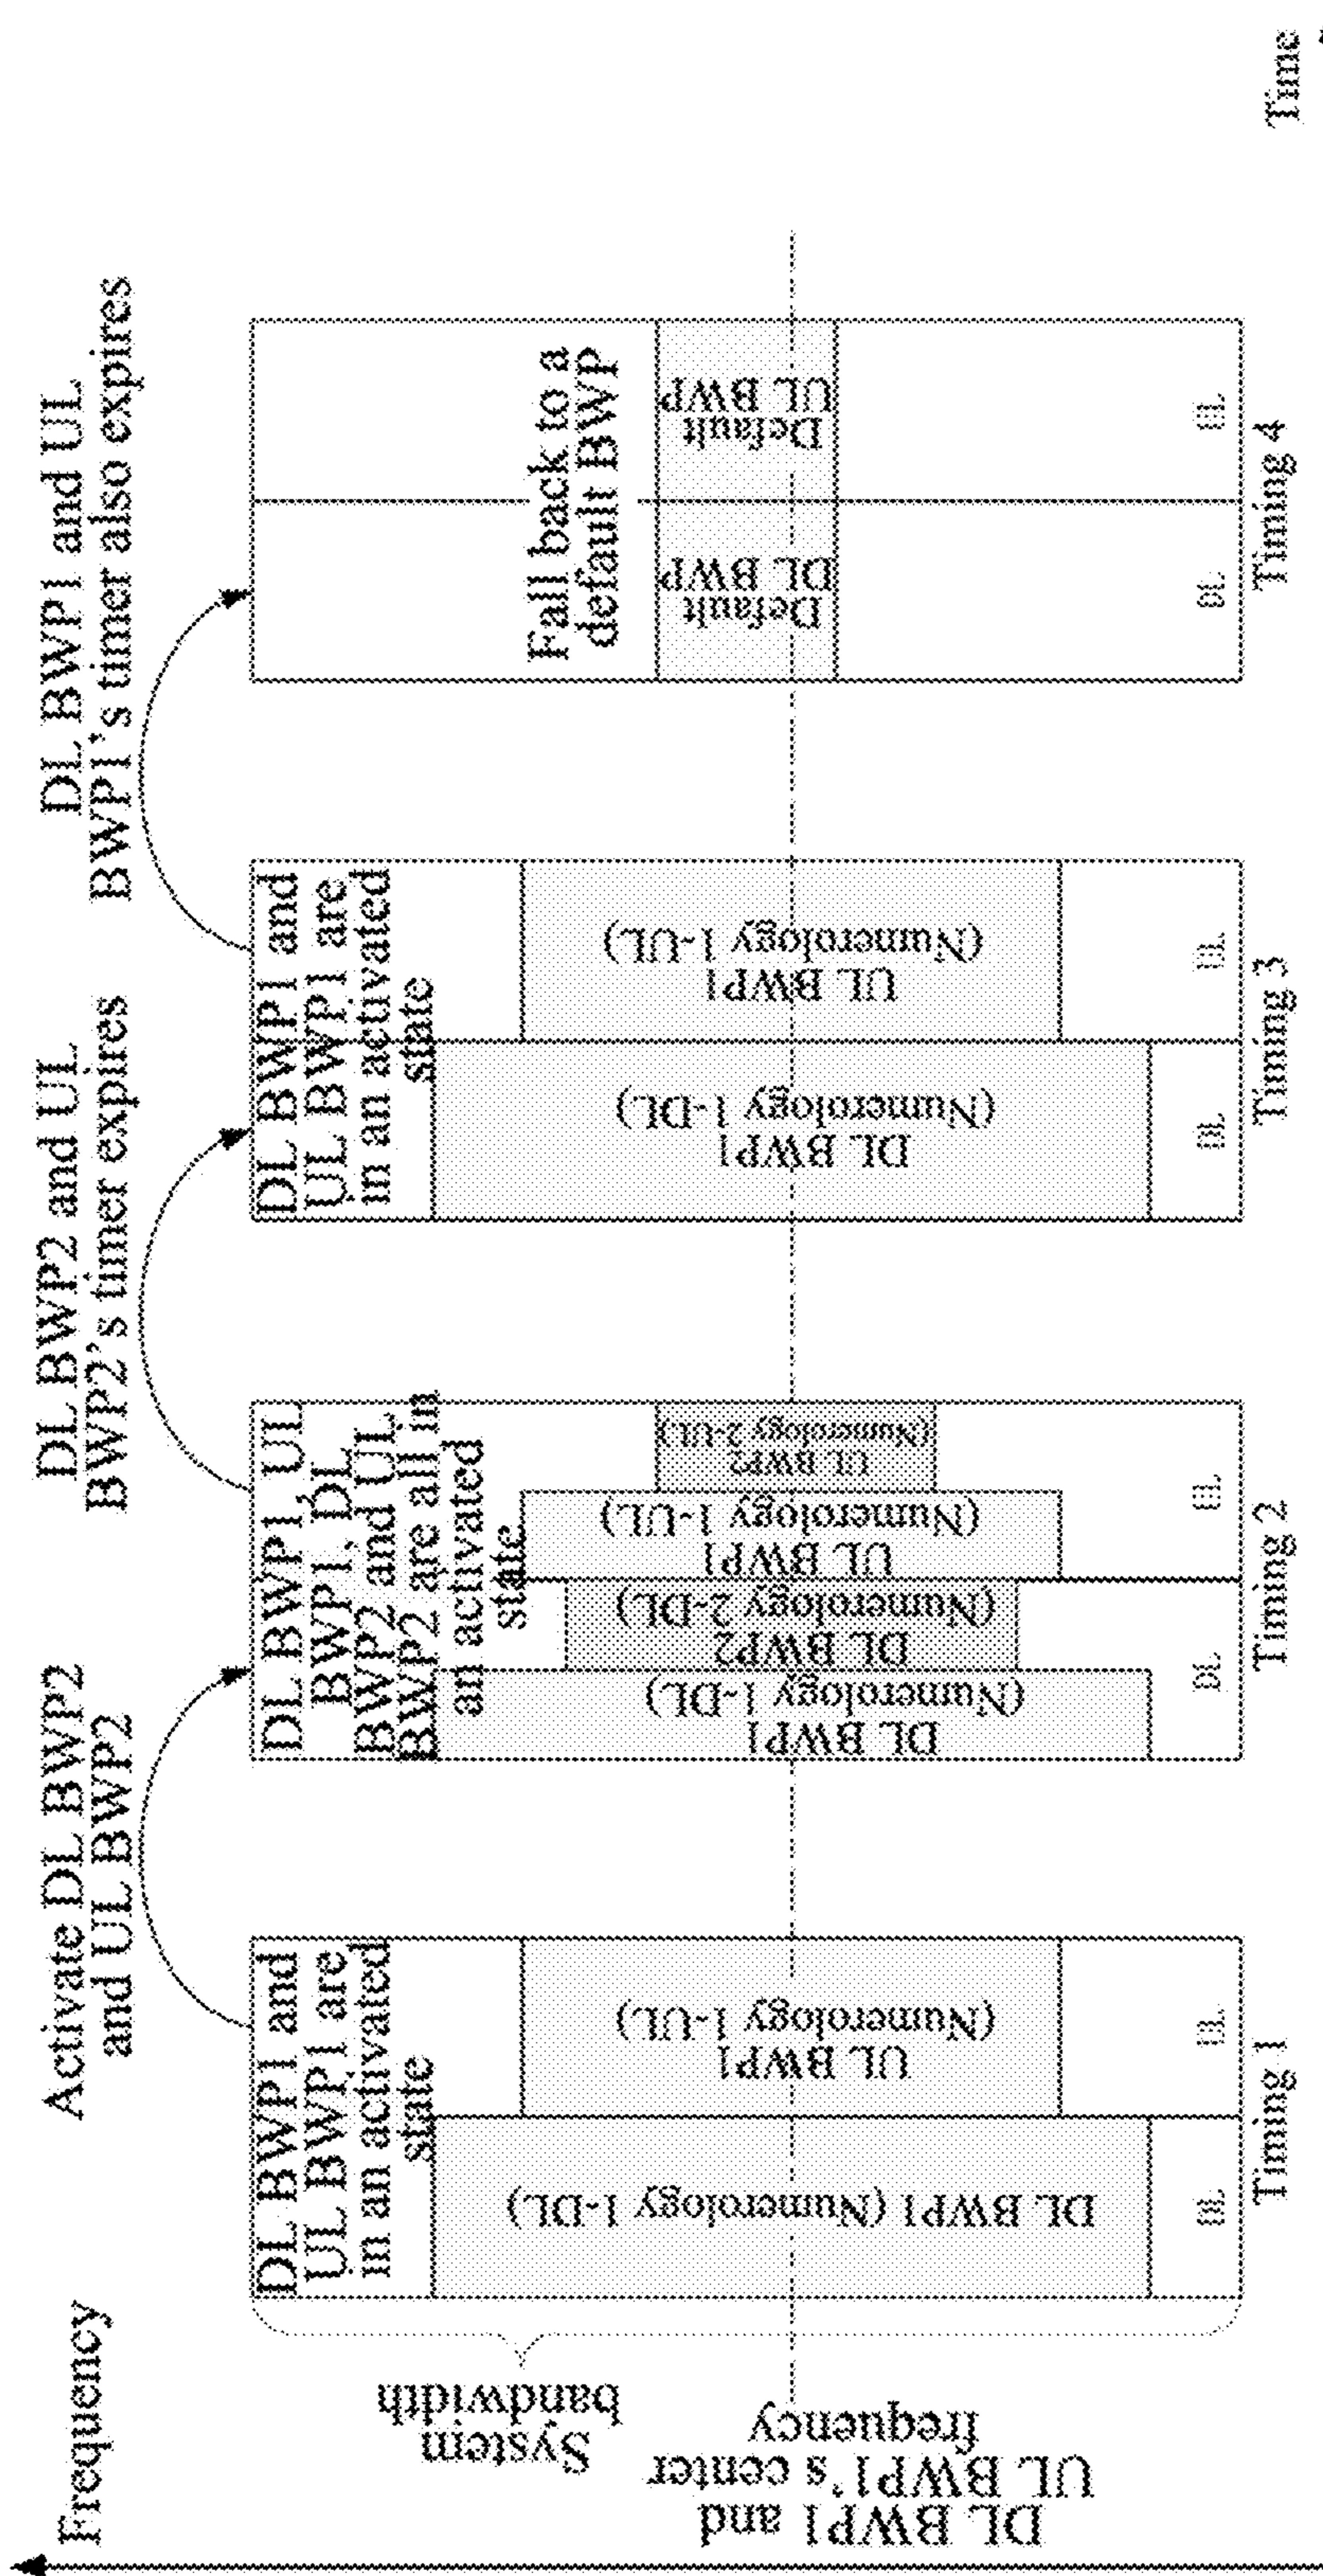 Frequency
Activate DL BWP2
and UL BWP2
DL BWP2 and UL
BWP2's timer expires
DL BWP1 and UL
BWP1's timer also expires
System
bandwidth
DL BWP1 and
UL BWP1's center
frequency
DL BWP1 and
UL BWP1 are
in an activated
state
DL BWP1 (Numerology 1-DL)
UL BWP1
(Numerology 1-UL)
DL
UL
Timing 1
DL BWP1, UL
BWP1, DL
BWP2 and UL
BWP2 are all in
an activated
state
DL BWP1
(Numerology 1-DL)
DL BWP2
(Numerology 2-DL)
UL BWP1
(Numerology 1-UL)
UL BWP2
(Numerology 2-UL)
DL
UL
Timing 2
DL BWP1 and
UL BWP1 are
in an activated
state
DL BWP1
(Numerology 1-DL)
UL BWP1
(Numerology 1-UL)
DL
UL
Timing 3
Fall back to a
default BWP
Default
DL BWP
Default
UL BWP
DL
UL
Timing 4
Time